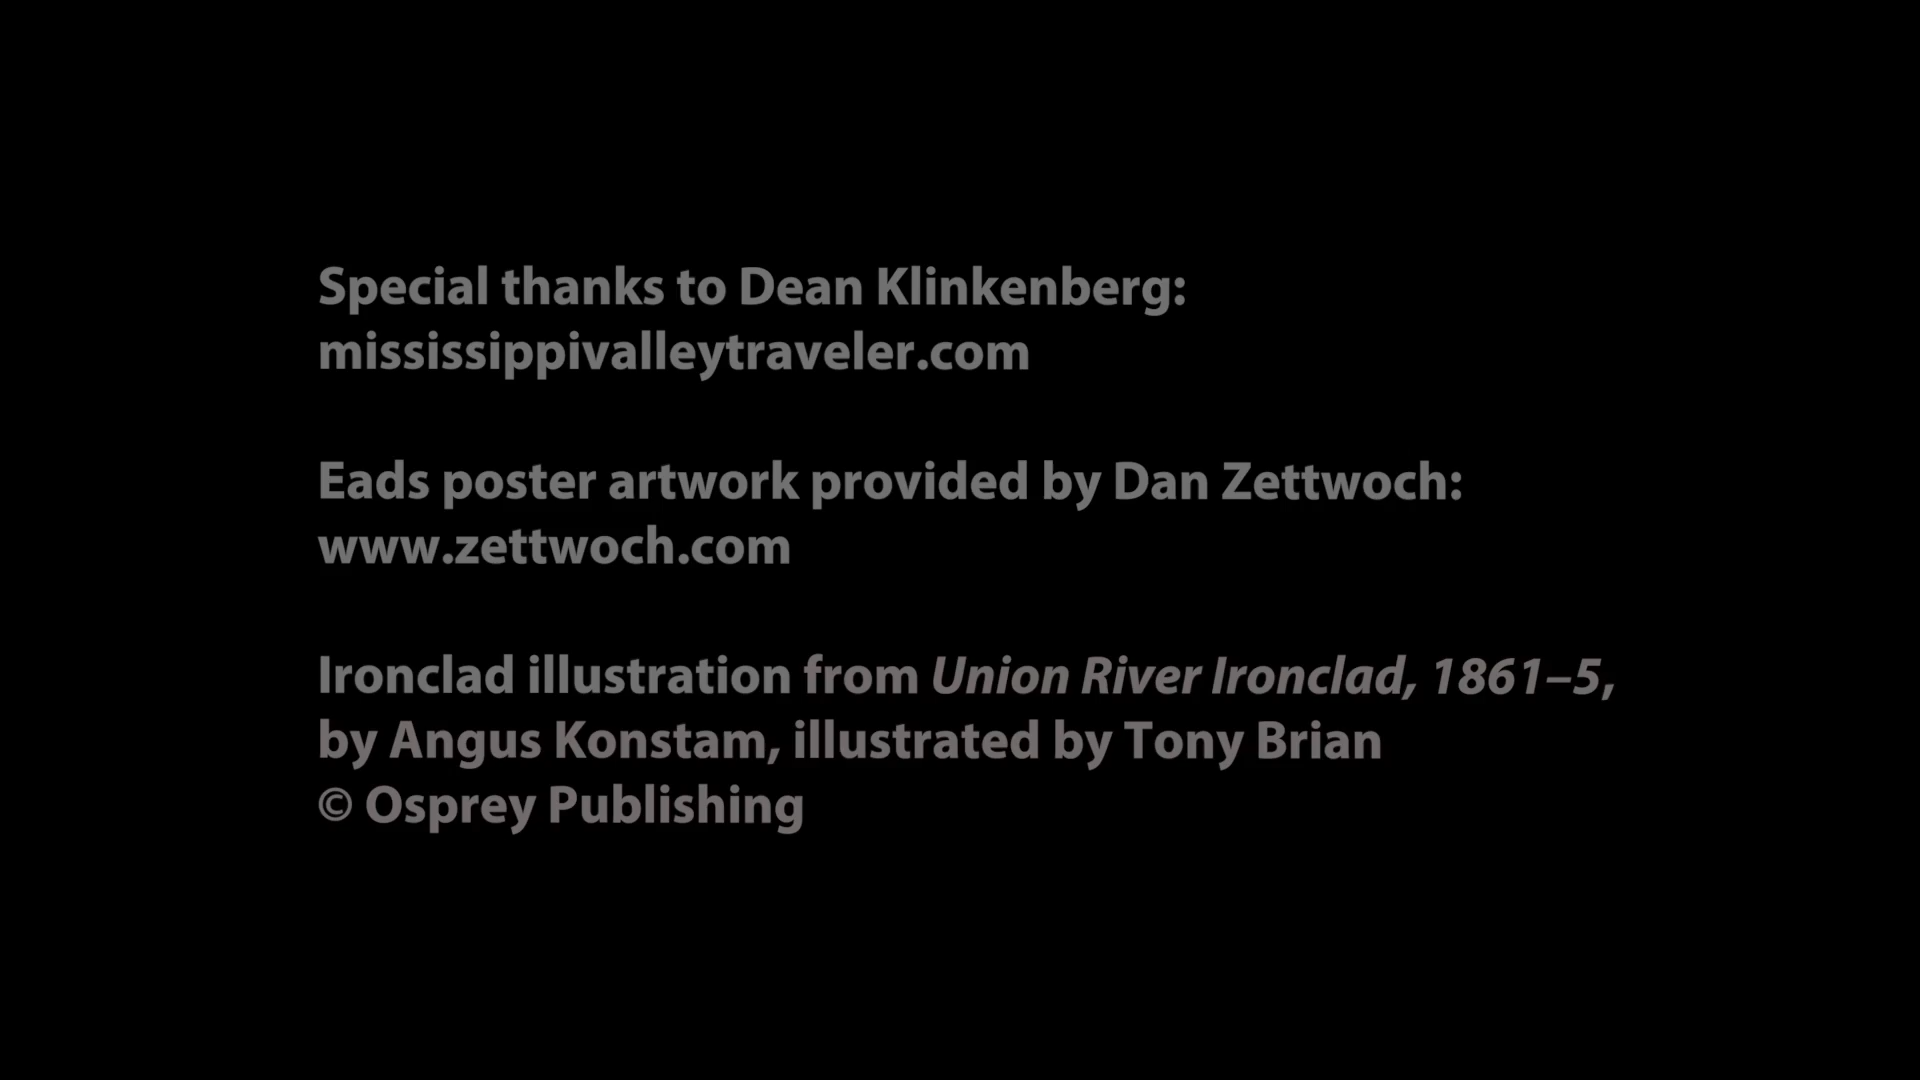 Special thanks to Dean Klinkenberg:
mississippivalleytraveler.com
Eads poster artwork provided by Dan Zettwoch:
www.zettwoch.com
Ironclad illustration from Union River Ironclad, 1861–5,
by Angus Konstam, illustrated by Tony Brian
© Osprey Publishing